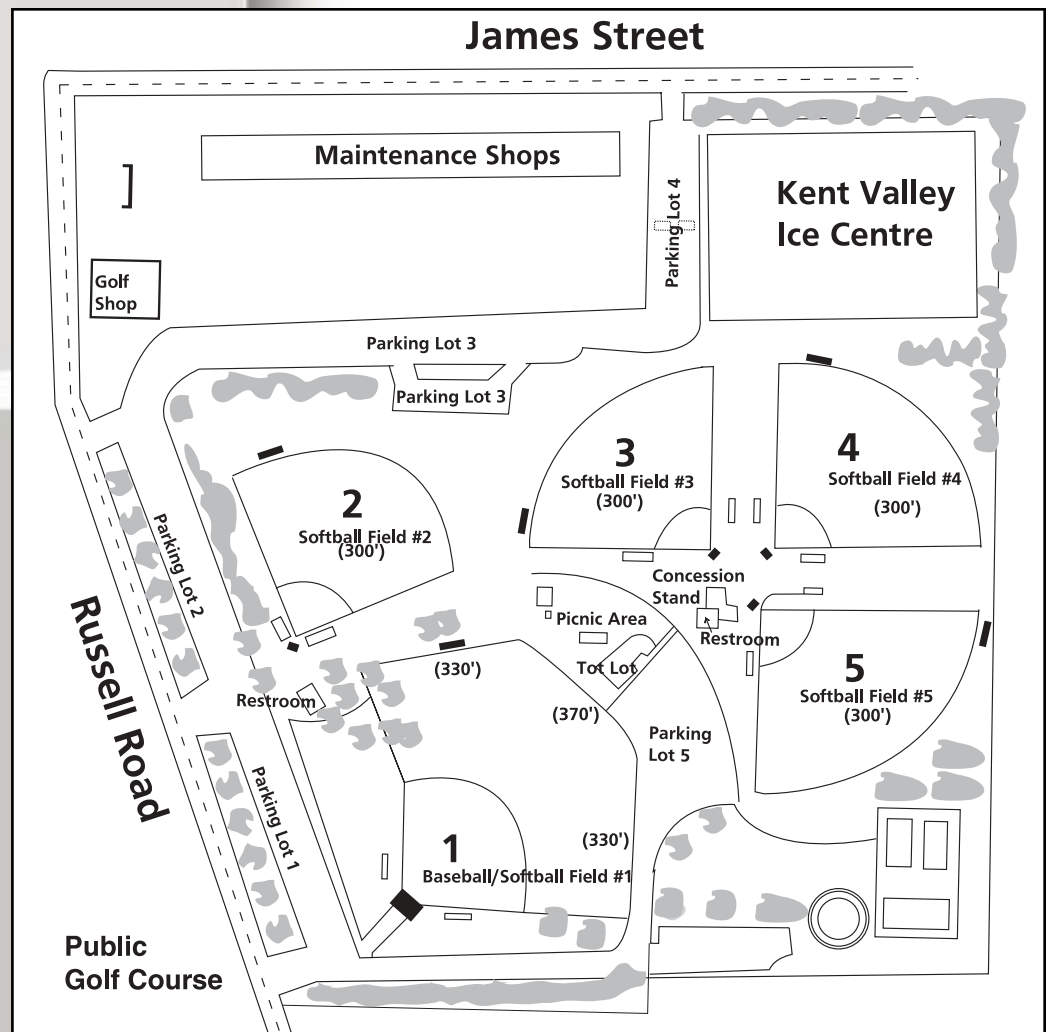 James Street
Maintenance Shops
Kent Valley
Ice Centre
Parking Lot 4
]
Golf
Shop
Parking Lot 3
Parking Lot 3
3
Softball Field #3
(300')
4
Softball Field #4
(300')
2
Softball Field #2
(300')
Parking Lot 2
Russell Road
Concession
Stand
Picnic Area
Restroom
Tot Lot
(330')
5
Softball Field #5
(300')
Restroom
(370')
Parking
Lot 5
Parking Lot 1
1
Baseball/Softball Field #1
(330')
Public
Golf Course